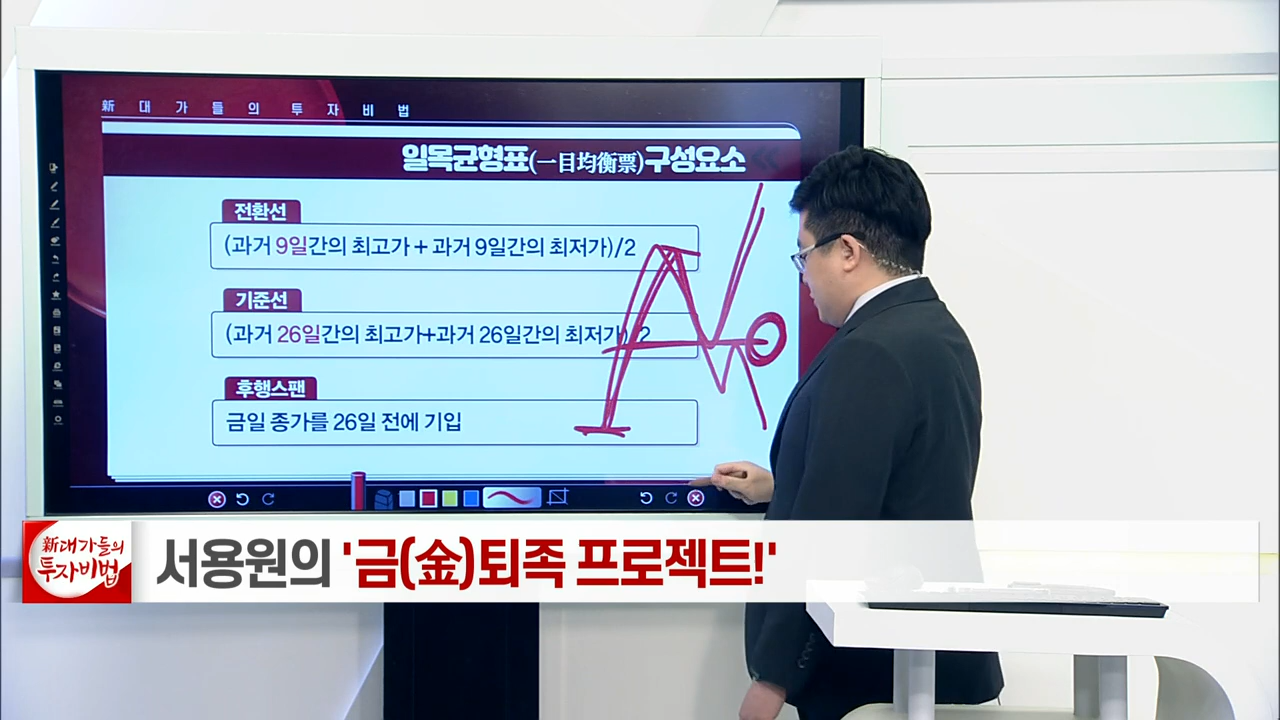 新 대 가 들 의 투 자 비 법
일목균형표(一目均衡票)구성요소
전환선
(과거 9일간의 최고가 + 과거 9일간의 최저가)/2
기준선
(과거 26일간의 최고가+과거 26일간의 최저가)/2
후행스팬
금일 종가를 26일 전에 기입
新대가들의
투자비법
서용원의 '금(金)퇴족 프로젝트!'